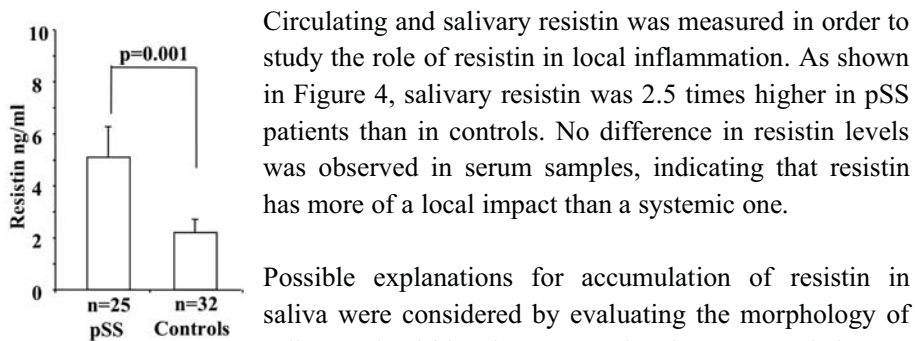 10
8
6
4
2
0
Resistin ng/ml
p=0.001
n=25
pSS
n=32
Controls
Circulating and salivary resistin was measured in order to
study the role of resistin in local inflammation. As shown
in Figure 4, salivary resistin was 2.5 times higher in pSS
patients than in controls. No difference in resistin levels
was observed in serum samples, indicating that resistin
has more of a local impact than a systemic one.
Possible explanations for accumulation of resistin in
saliva were considered by evaluating the morphology of